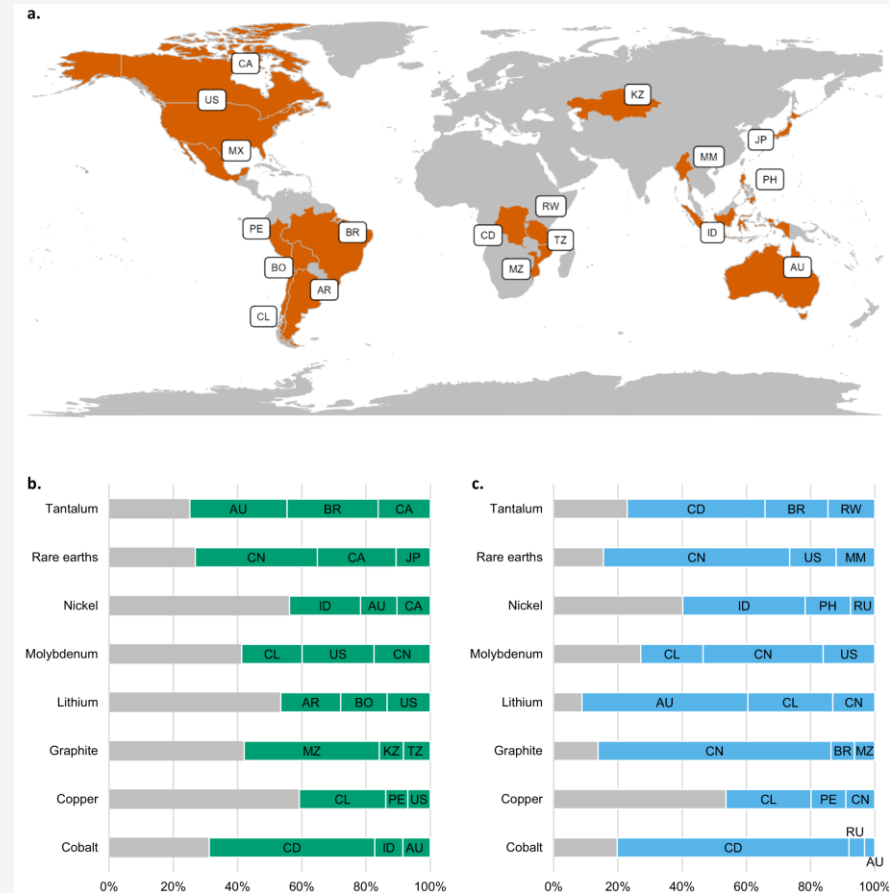 a.
CA
US
KZ
MX
JP
MM
PH
RW
PE
BR
CD
TZ
ID
BO
MZ
AU
AR
CL
b.
Tantalum AU BR CA
Rare earths CN CA JP
Nickel ID AU CA
Molybdenum CL US CN
Lithium AR BO US
Graphite MZ KZ TZ
Copper CL PE US
Cobalt CD ID AU
0% 20% 40% 60% 80% 100%
c.
Tantalum CD BR RW
Rare earths CN US MM
Nickel ID PH RU
Molybdenum CL CN US
Lithium AU CL CN
Graphite CN BR MZ
Copper CL PE CN
Cobalt CD RU AU
0% 20% 40% 60% 80% 100%